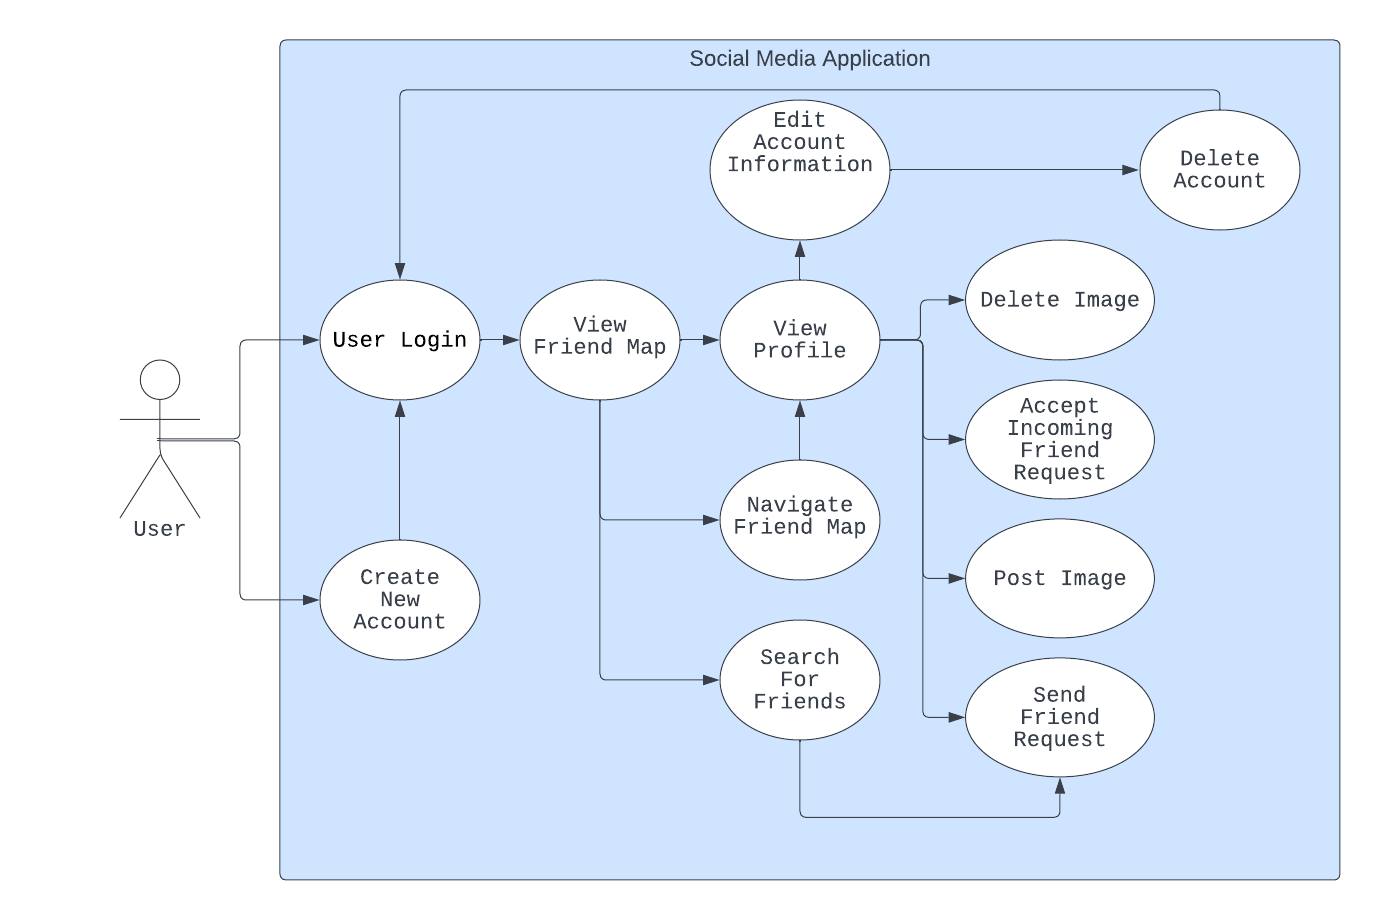 Social Media Application
Edit
Account
Information
Delete
Account
User Login
View
Friend Map
View
Profile
Delete Image
Accept
Incoming
Friend
Request
User
Create
New
Account
Navigate
Friend Map
Post Image
Search
For
Friends
Send
Friend
Request